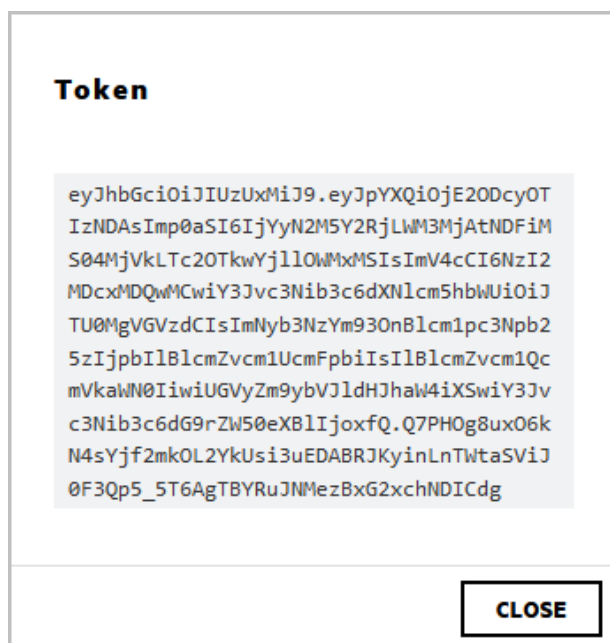 Token
eyJhbGciOiJIUzUxMiJ9.eyJpYXQiOjE2ODcyOT
IzNDAsImp0aSI6IjYyN2M5Y2RjLWM3MjAtNDFiM
S04MjVkLTc2OTkwYjllOWMxMSIsImV4cCI6NzI2
MDcxMDQwMCwiY3Jvc3Nib3c6dXNlcm5hbWUiOiJ
TU0MgVGVzdCIsImNyb3NzYm93OnBlcm1pc3Npb2
5zIjpbIlBlcmZvcm1UcmFpbiIsIlBlcmZvcm1Qc
mVkaWN0IiwiUGVyZm9ybVJldHJhaW4iXSwiY3Jv
c3Nib3c6dG9rZW50eXBlIjoxfQ.Q7PHOg8uxO6k
N4sYjf2mkOL2YkUsi3uEDABRJKyinLnTWtaSViJ
0F3Qp5_5T6AgTBYRuJNMezBxG2xchNDICdg
CLOSE